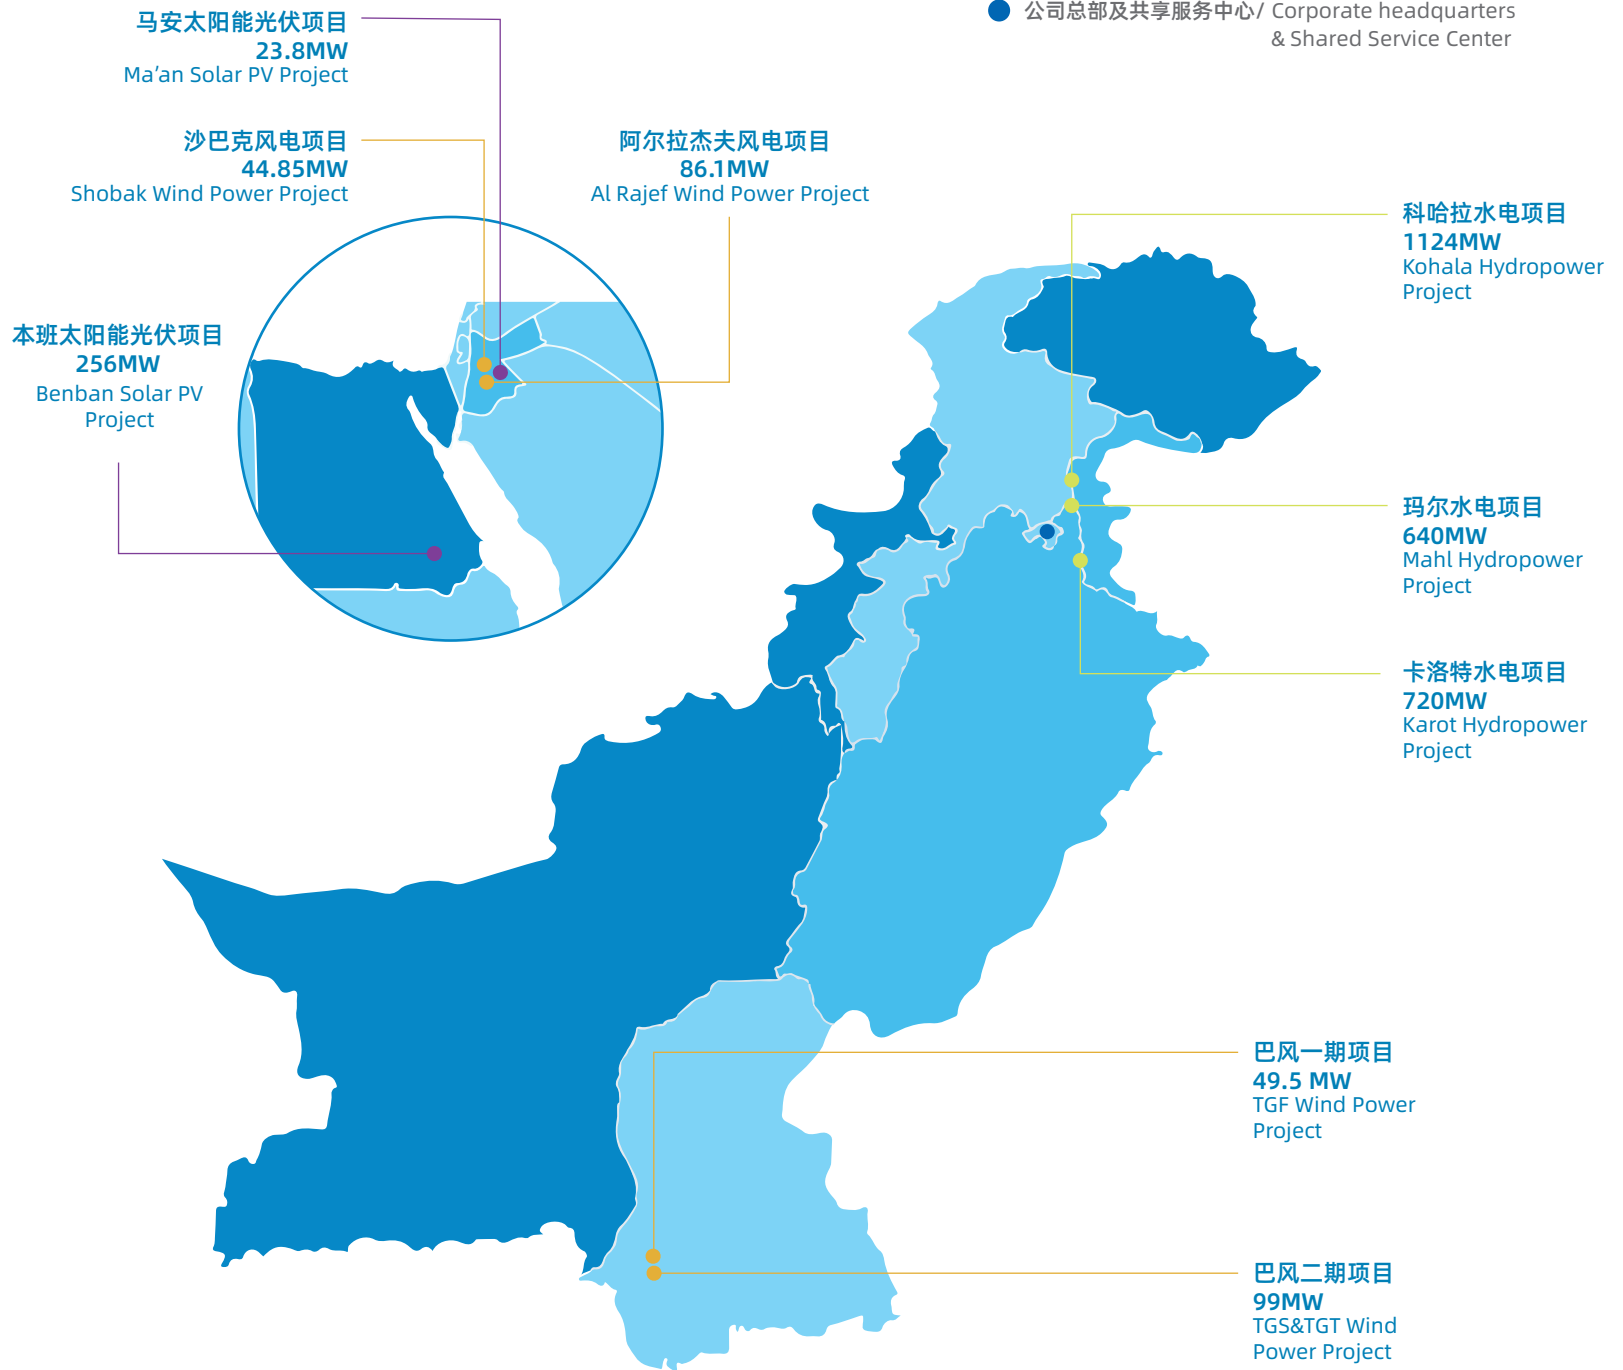 公司总部及共享服务中心/ Corporate headquarters
& Shared Service Center
马安太阳能光伏项目
23.8MW
Ma’an Solar PV Project
沙巴克风电项目
44.85MW
Shobak Wind Power Project
阿尔拉杰夫风电项目
86.1MW
Al Rajef Wind Power Project
本班太阳能光伏项目
256MW
Benban Solar PV
Project
科哈拉水电项目
1124MW
Kohala Hydropower
Project
玛尔水电项目
640MW
Mahl Hydropower
Project
卡洛特水电项目
720MW
Karot Hydropower
Project
巴风一期项目
49.5 MW
TGF Wind Power
Project
巴风二期项目
99MW
TGS&TGT Wind
Power Project